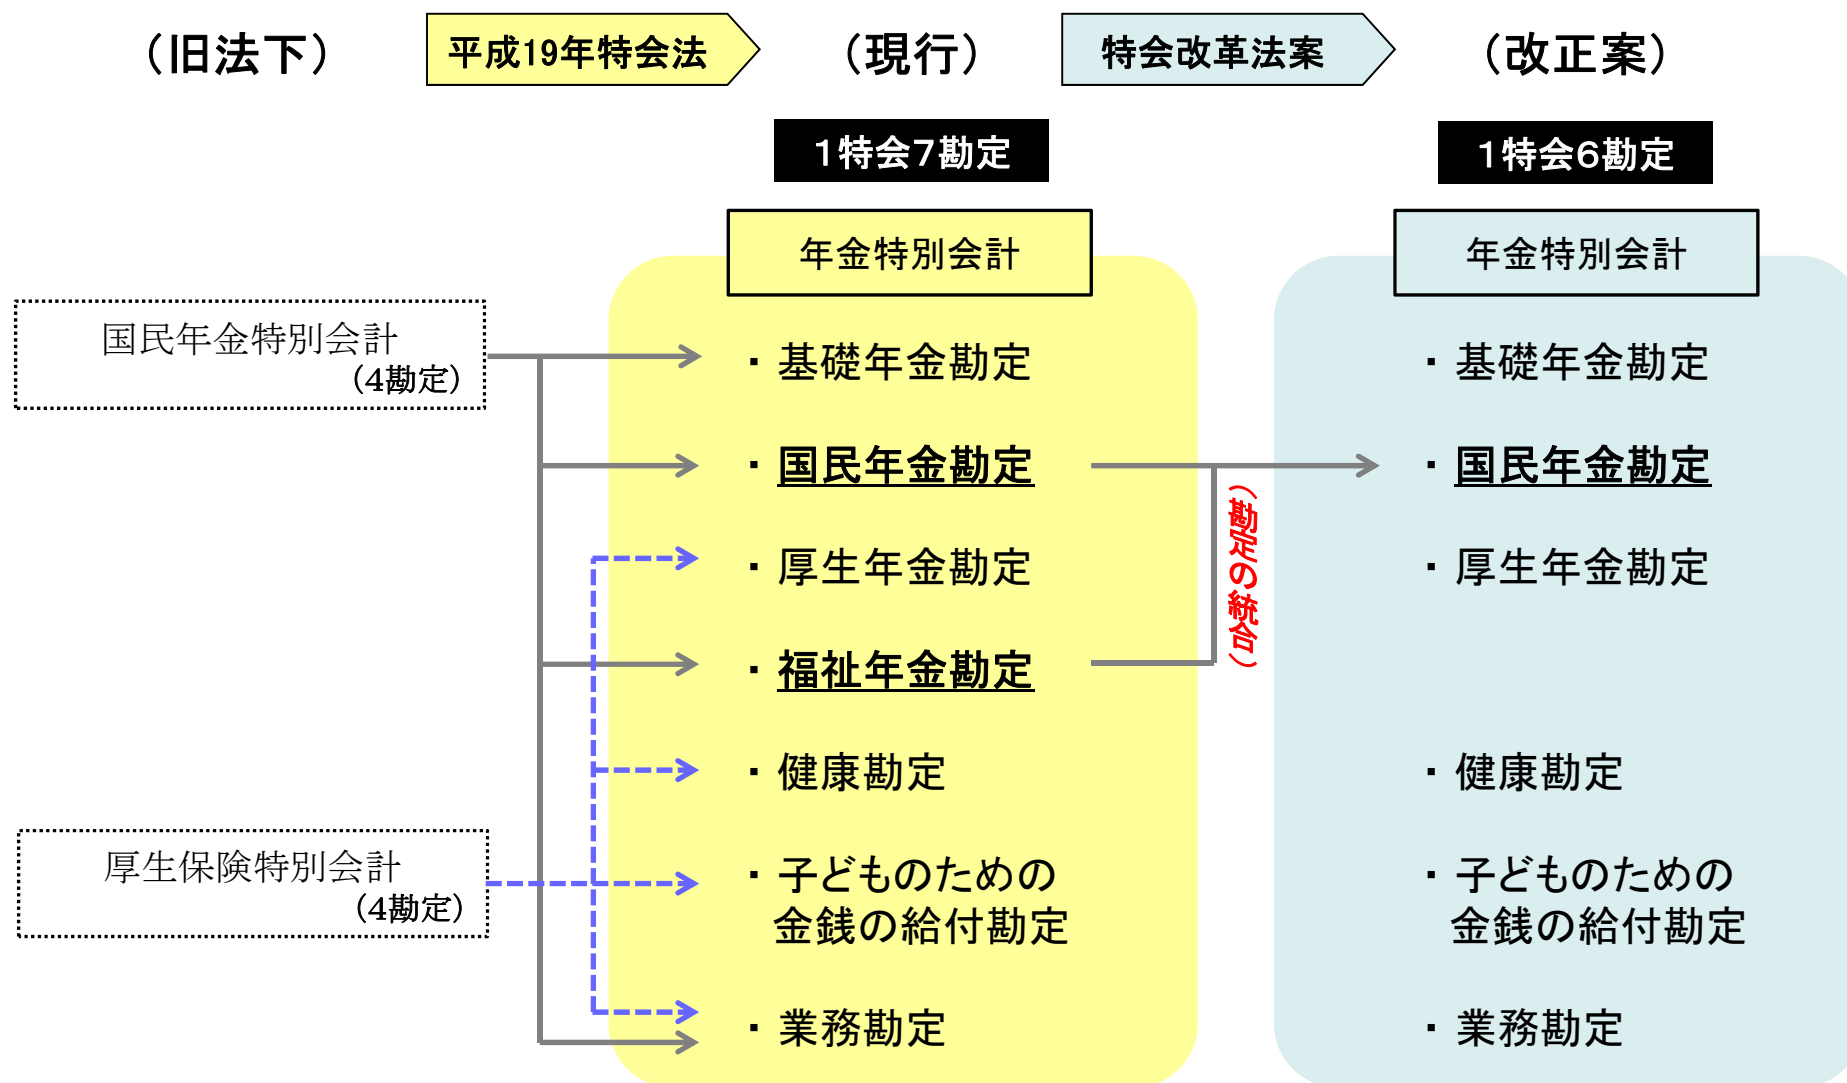 （旧法下）
平成19年特会法
（現行）
特会改革法案
（改正案）
１特会７勘定
１特会６勘定
国民年金特別会計
（4勘定）
厚生保険特別会計
（4勘定）
年金特別会計
・ 基礎年金勘定
・ 国民年金勘定
・ 厚生年金勘定
・ 福祉年金勘定
・ 健康勘定
・ 子どものための
金銭の給付勘定
・ 業務勘定
（勘定の統合）
年金特別会計
・ 基礎年金勘定
・ 国民年金勘定
・ 厚生年金勘定
・ 健康勘定
・ 子どものための
金銭の給付勘定
・ 業務勘定